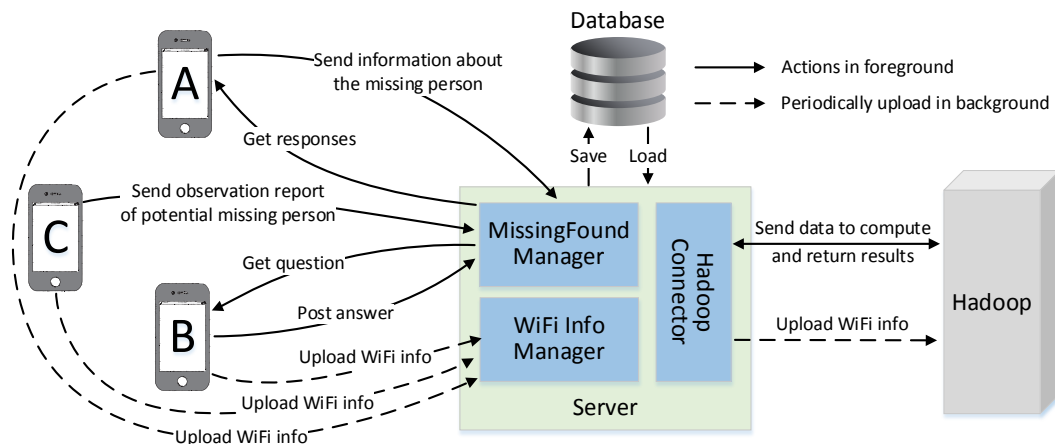 Database
A
Send information about
the missing person
Actions in foreground
Periodically upload in background
Get responses
Save
Load
C
Send observation report
of potential missing person
MissingFound
Manager
Hadoop
Connector
Send data to compute
and return results
Hadoop
Get question
B
Post answer
WiFi Info
Manager
Upload WiFi info
Upload WiFi info
Upload WiFi info
Upload WiFi info
Server